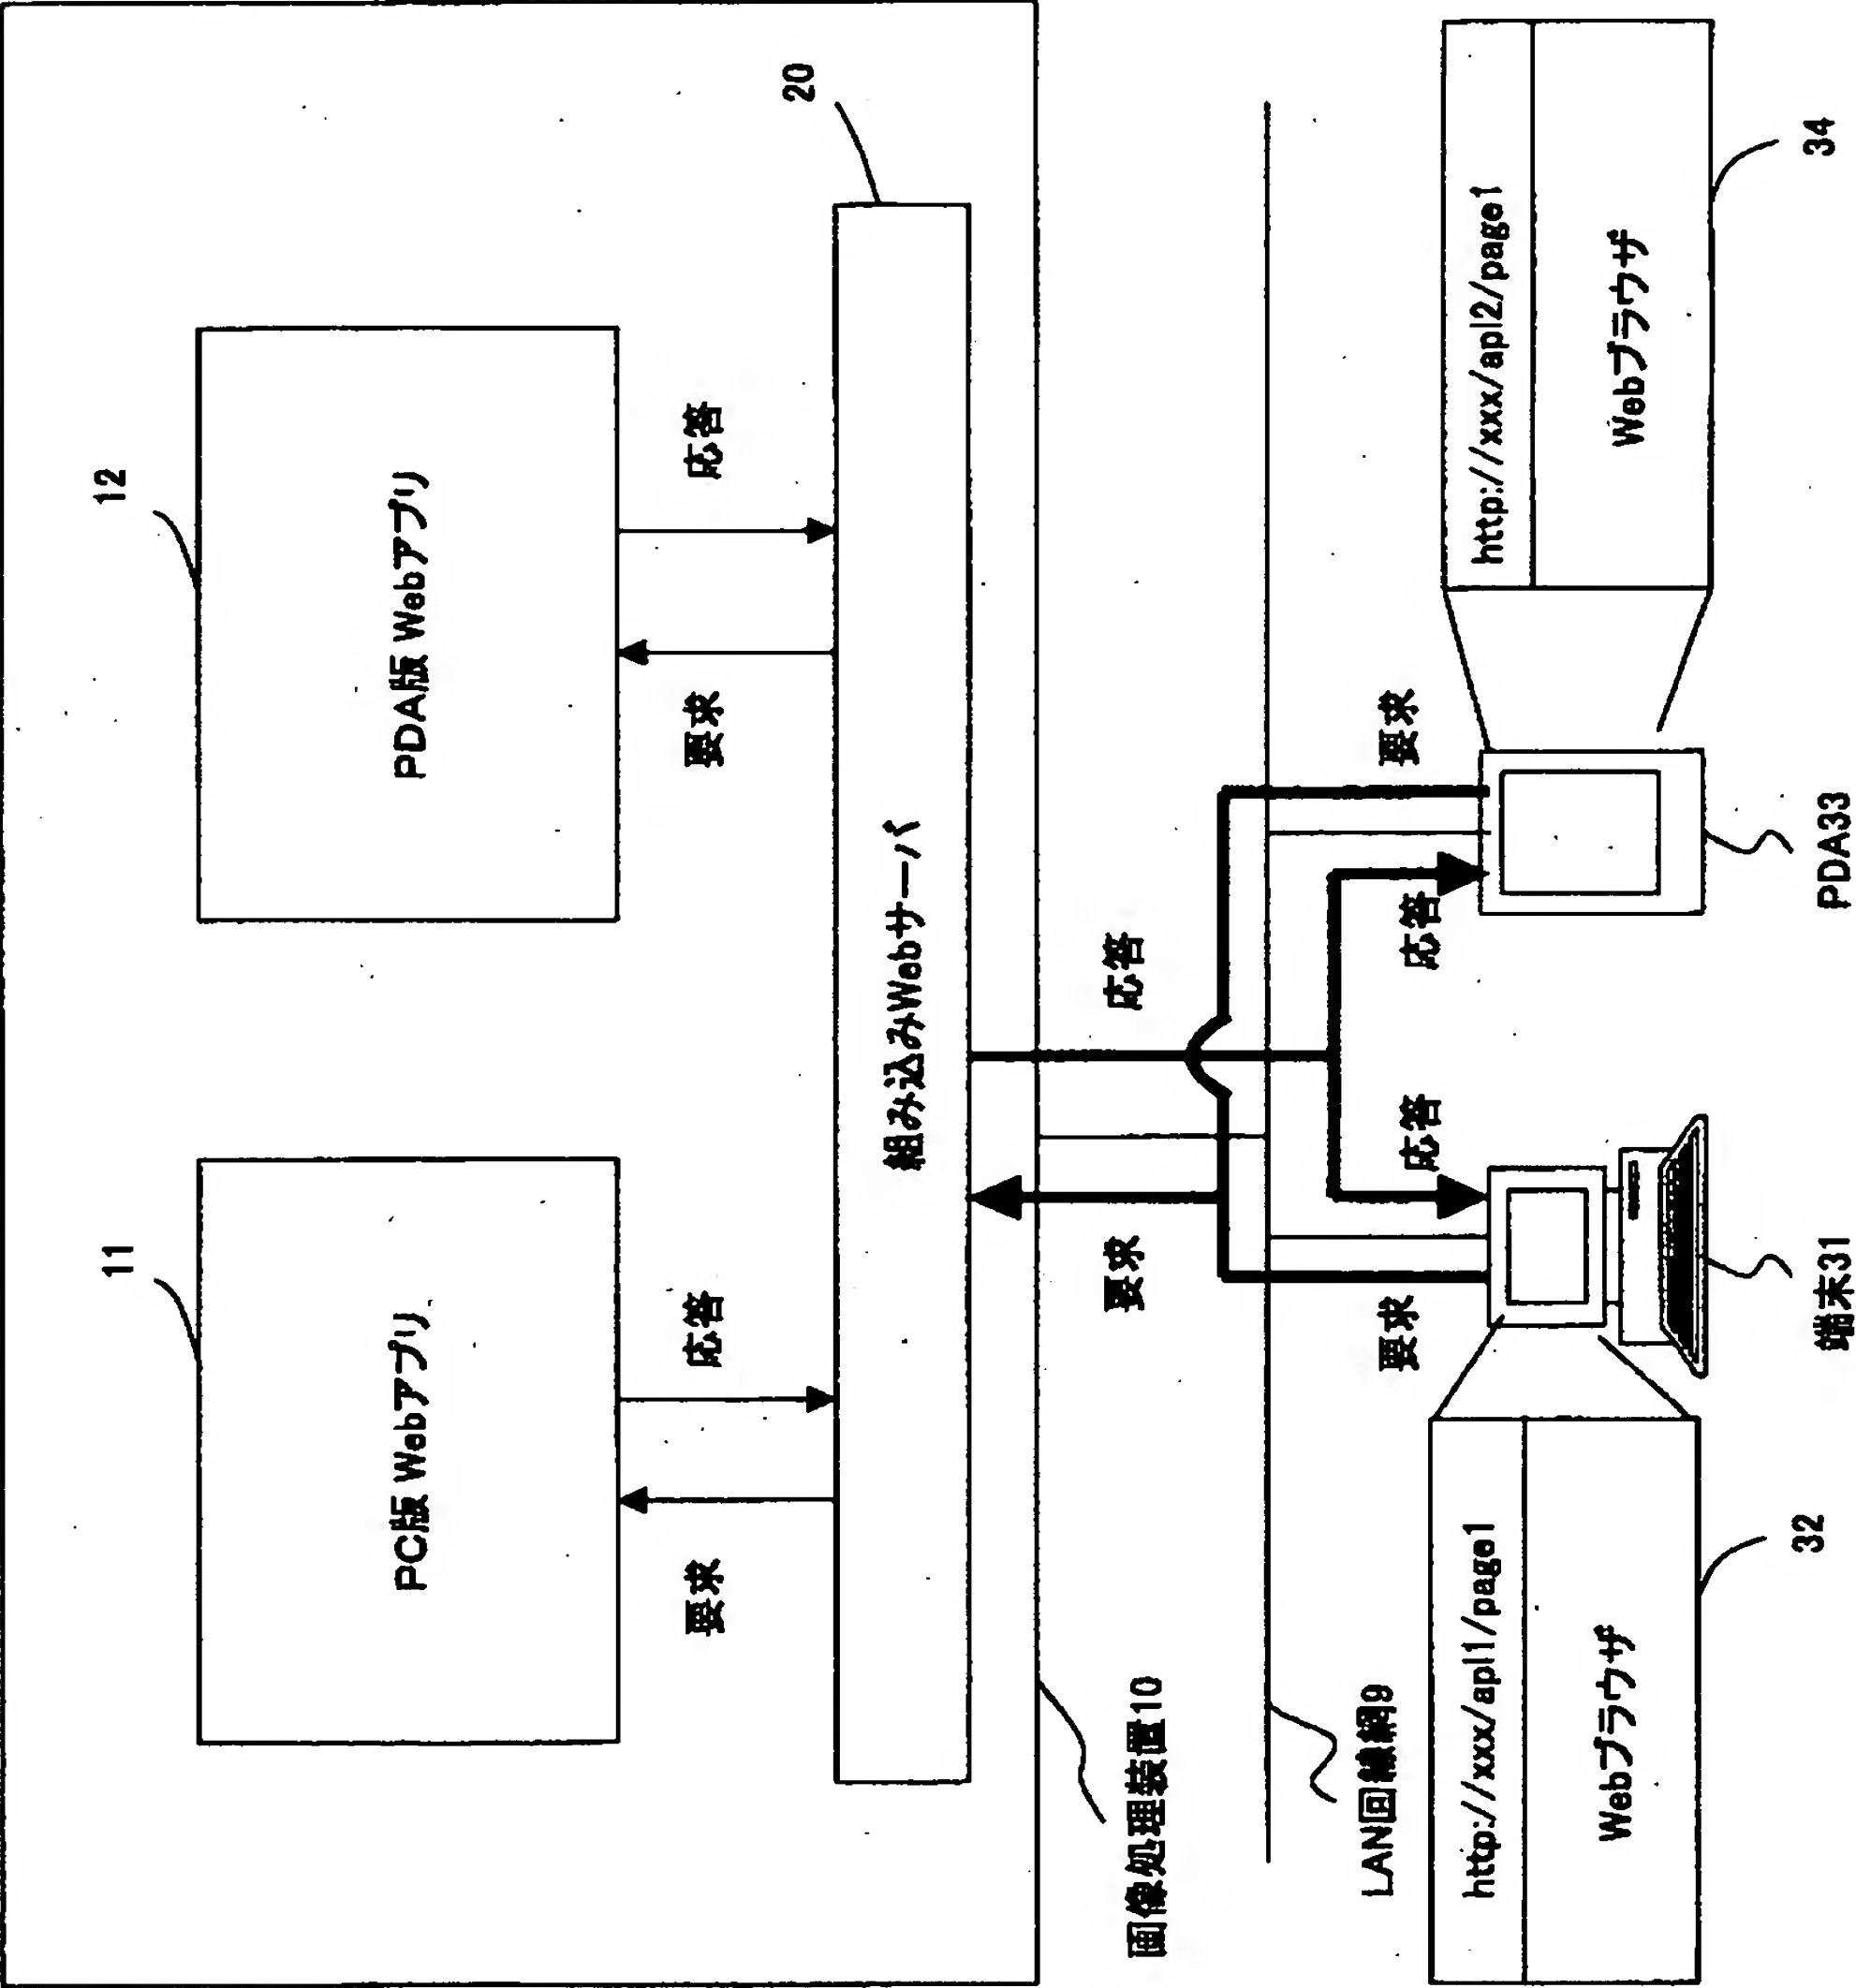 11
12
PC版 Webアプリ
PDA版 Webアプリ
要求
応答
要求
応答
20
組み込みWebサーバ
画像処理装置10
要求
応答
LAN回線網9
要求
応答
応答
要求
http://xxx/apl1/page1
Webブラウザ
http://xxx/apl2/page1
Webブラウザ
32
端末31
PDA33
34